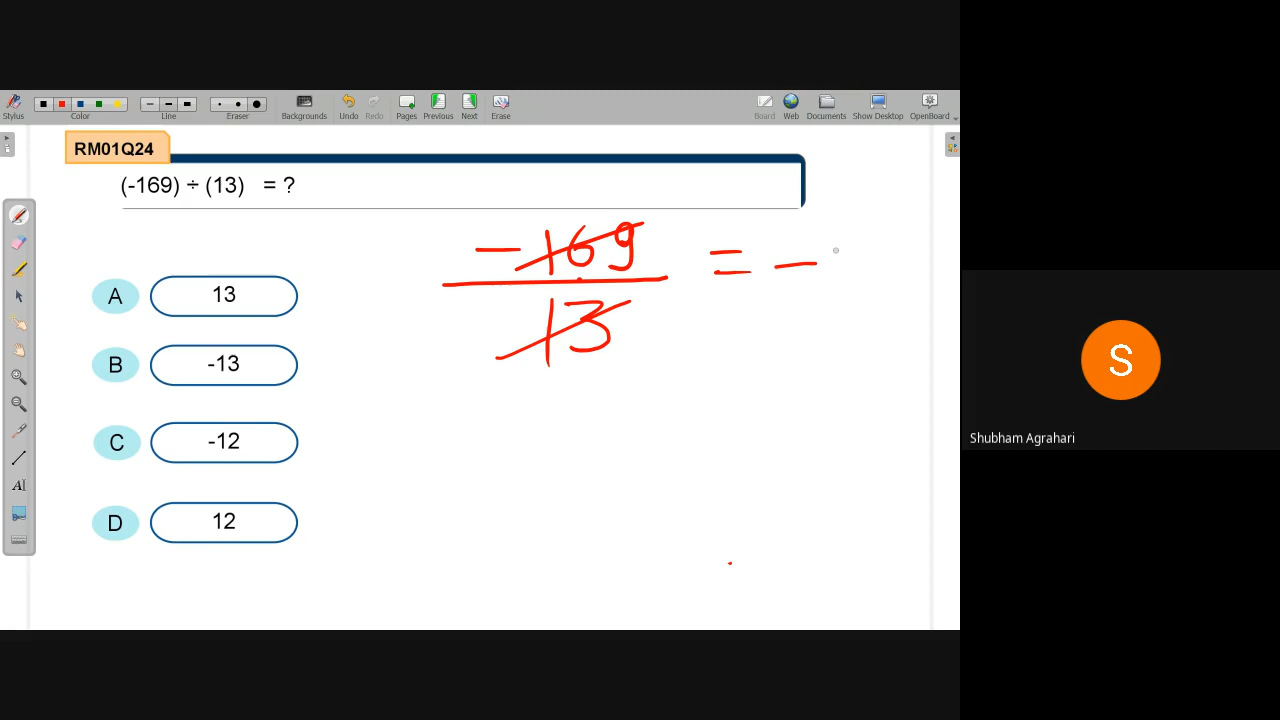 Stylus Color Line Eraser Backgrounds Undo Redo Pages Previous Next Erase Board Web Documents Show Desktop OpenBoard
RM01Q24
(-169) ÷ (13) = ?
-169 = -
13
A 13
B -13
C -12
D 12
AI
S
Shubham Agrahari